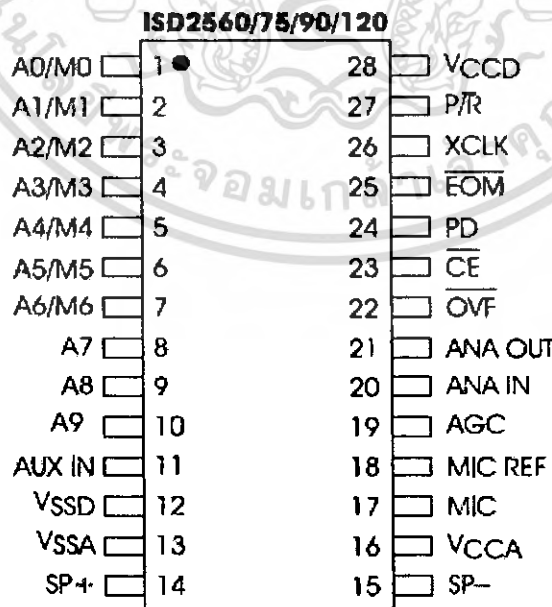 ISD2560/75/90/120
A0/M0 1 28 VCCD
A1/M1 2 27 P/R̅
A2/M2 3 26 XCLK
A3/M3 4 25 E̅O̅M̅
A4/M4 5 24 PD
A5/M5 6 23 C̅E̅
A6/M6 7 22 O̅V̅F̅
A7 8 21 ANA OUT
A8 9 20 ANA IN
A9 10 19 AGC
AUX IN 11 18 MIC REF
VSSD 12 17 MIC
VSSA 13 16 VCCA
SP+ 14 15 SP–